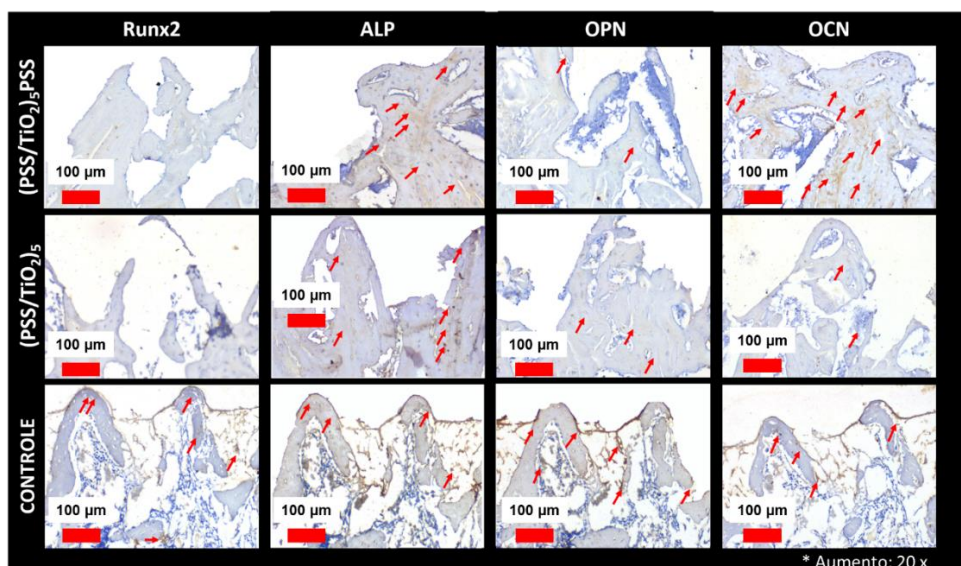 Runx2 ALP OPN OCN
(PSS/TiO₂)₅PSS
100 µm 100 µm 100 µm 100 µm
(PSS/TiO₂)₅
100 µm 100 µm 100 µm 100 µm
CONTROLE
100 µm 100 µm 100 µm 100 µm
* Aumento: 20 x